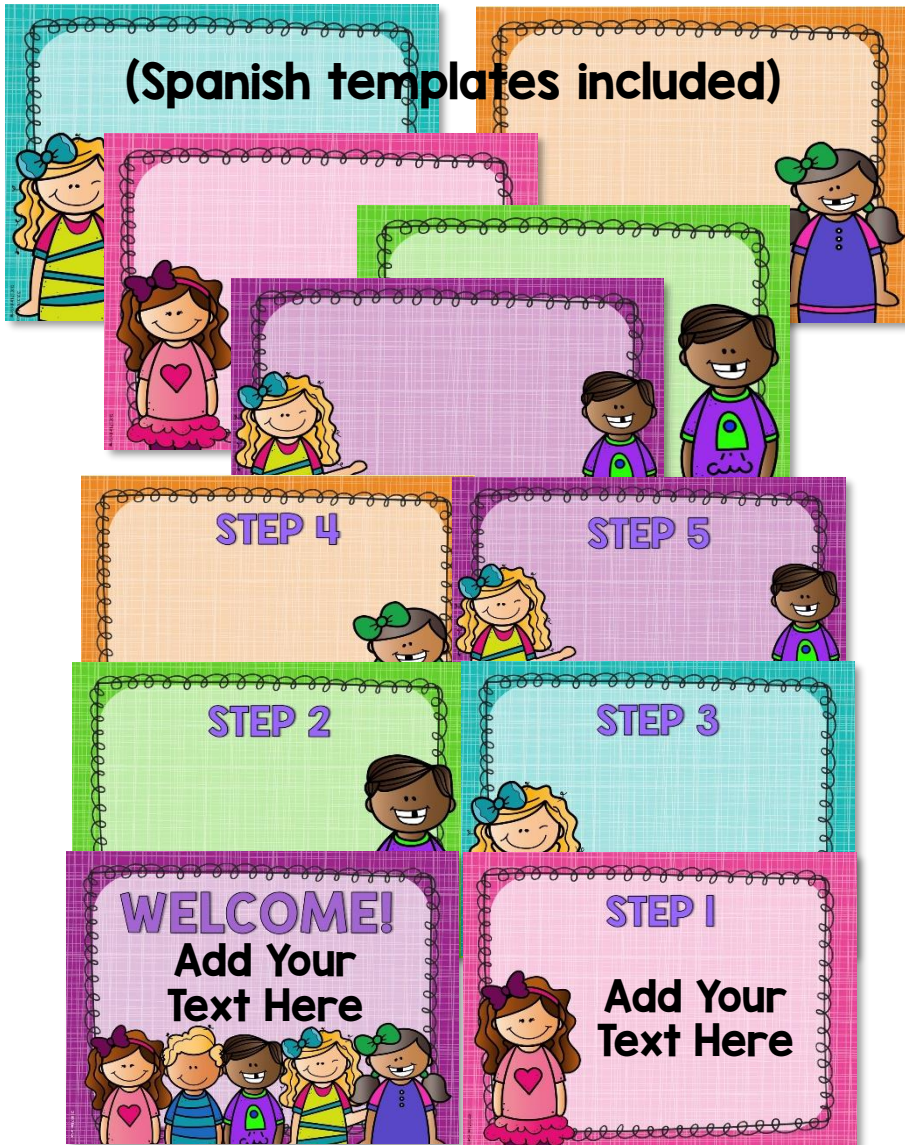 (Spanish templates included)
STEP 4
STEP 5
STEP 2
STEP 3
WELCOME!
Add Your
Text Here
STEP 1
Add Your
Text Here